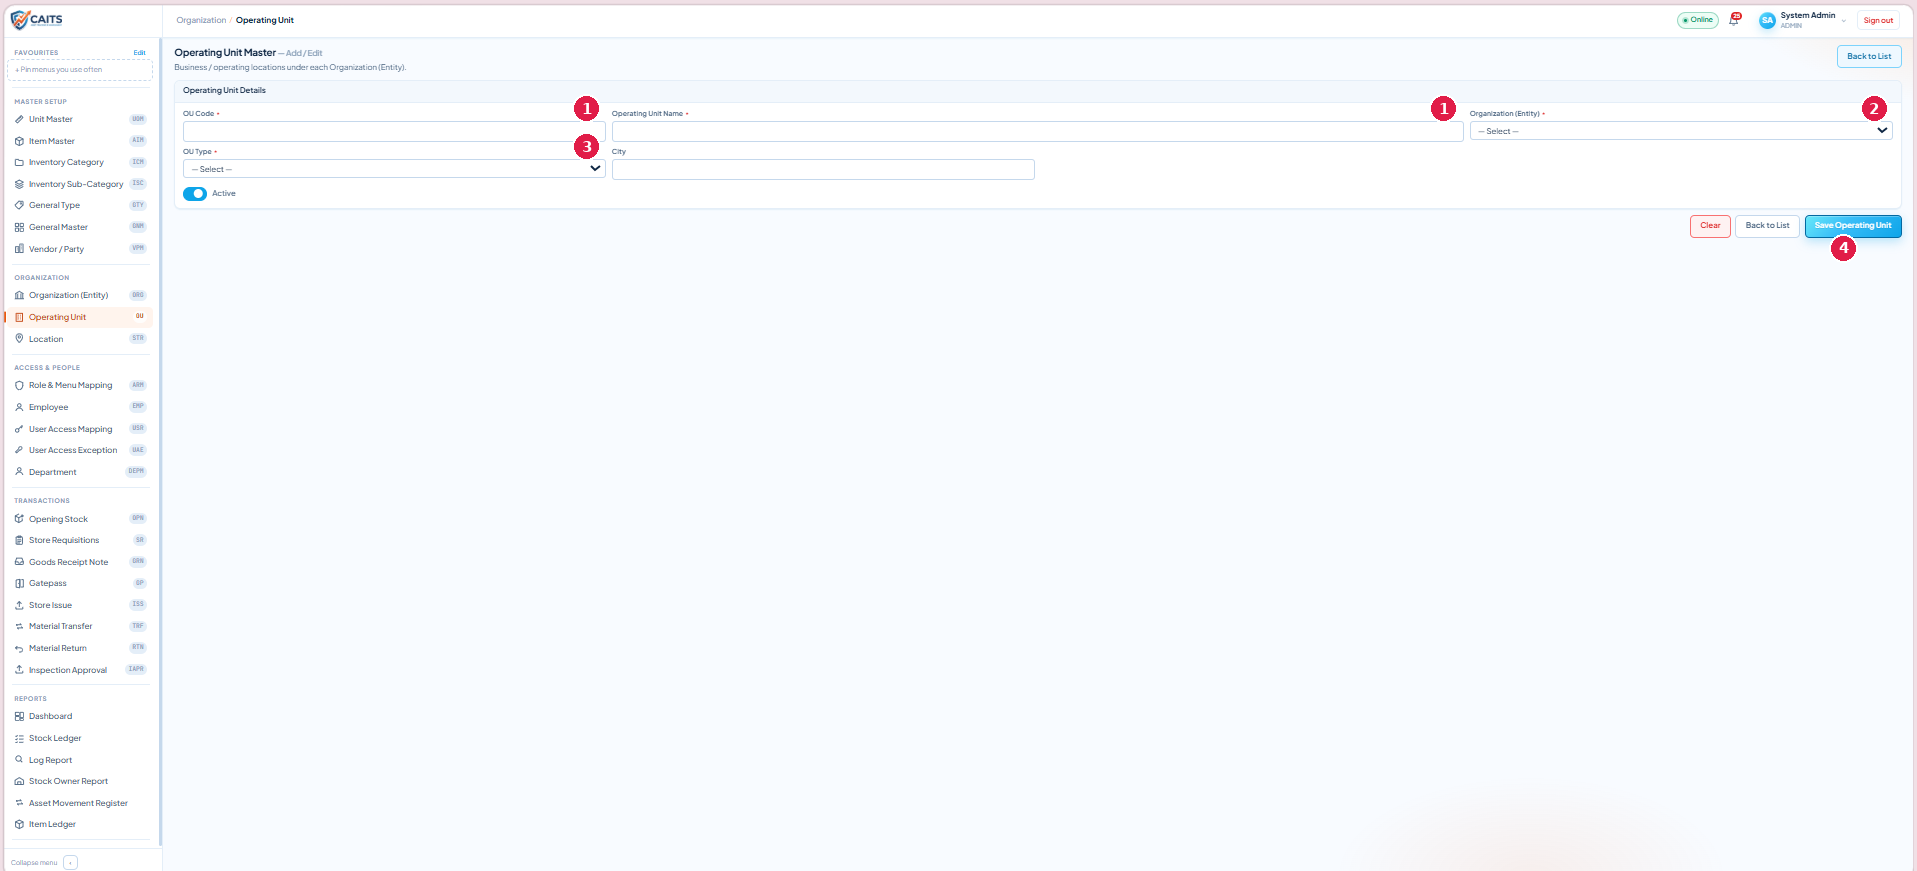 CAITS
Organization / Operating Unit
Online
25
SA
System Admin
ADMIN
Sign out
FAVOURITES
Edit
+ Pin menus you use often
MASTER SETUP
Unit Master UOM
Item Master AIM
Inventory Category ICM
Inventory Sub-Category ISC
General Type GTY
General Master GNM
Vendor / Party VPM
ORGANIZATION
Organization (Entity) ORG
Operating Unit OU
Location STR
ACCESS & PEOPLE
Role & Menu Mapping ARM
Employee EMP
User Access Mapping USR
User Access Exception UAE
Department DEPM
TRANSACTIONS
Opening Stock OPN
Store Requisitions SR
Goods Receipt Note GRN
Gatepass GP
Store Issue ISS
Material Transfer TRF
Material Return RTN
Inspection Approval IAPR
REPORTS
Dashboard
Stock Ledger
Log Report
Stock Owner Report
Asset Movement Register
Item Ledger
Collapse menu
Operating Unit Master — Add / Edit
Business / operating locations under each Organization (Entity).
Back to List
Operating Unit Details
OU Code •
1
Operating Unit Name •
1
Organization (Entity) •
2
— Select —
OU Type •
3
City
— Select —
Active
Clear
Back to List
Save Operating Unit
4